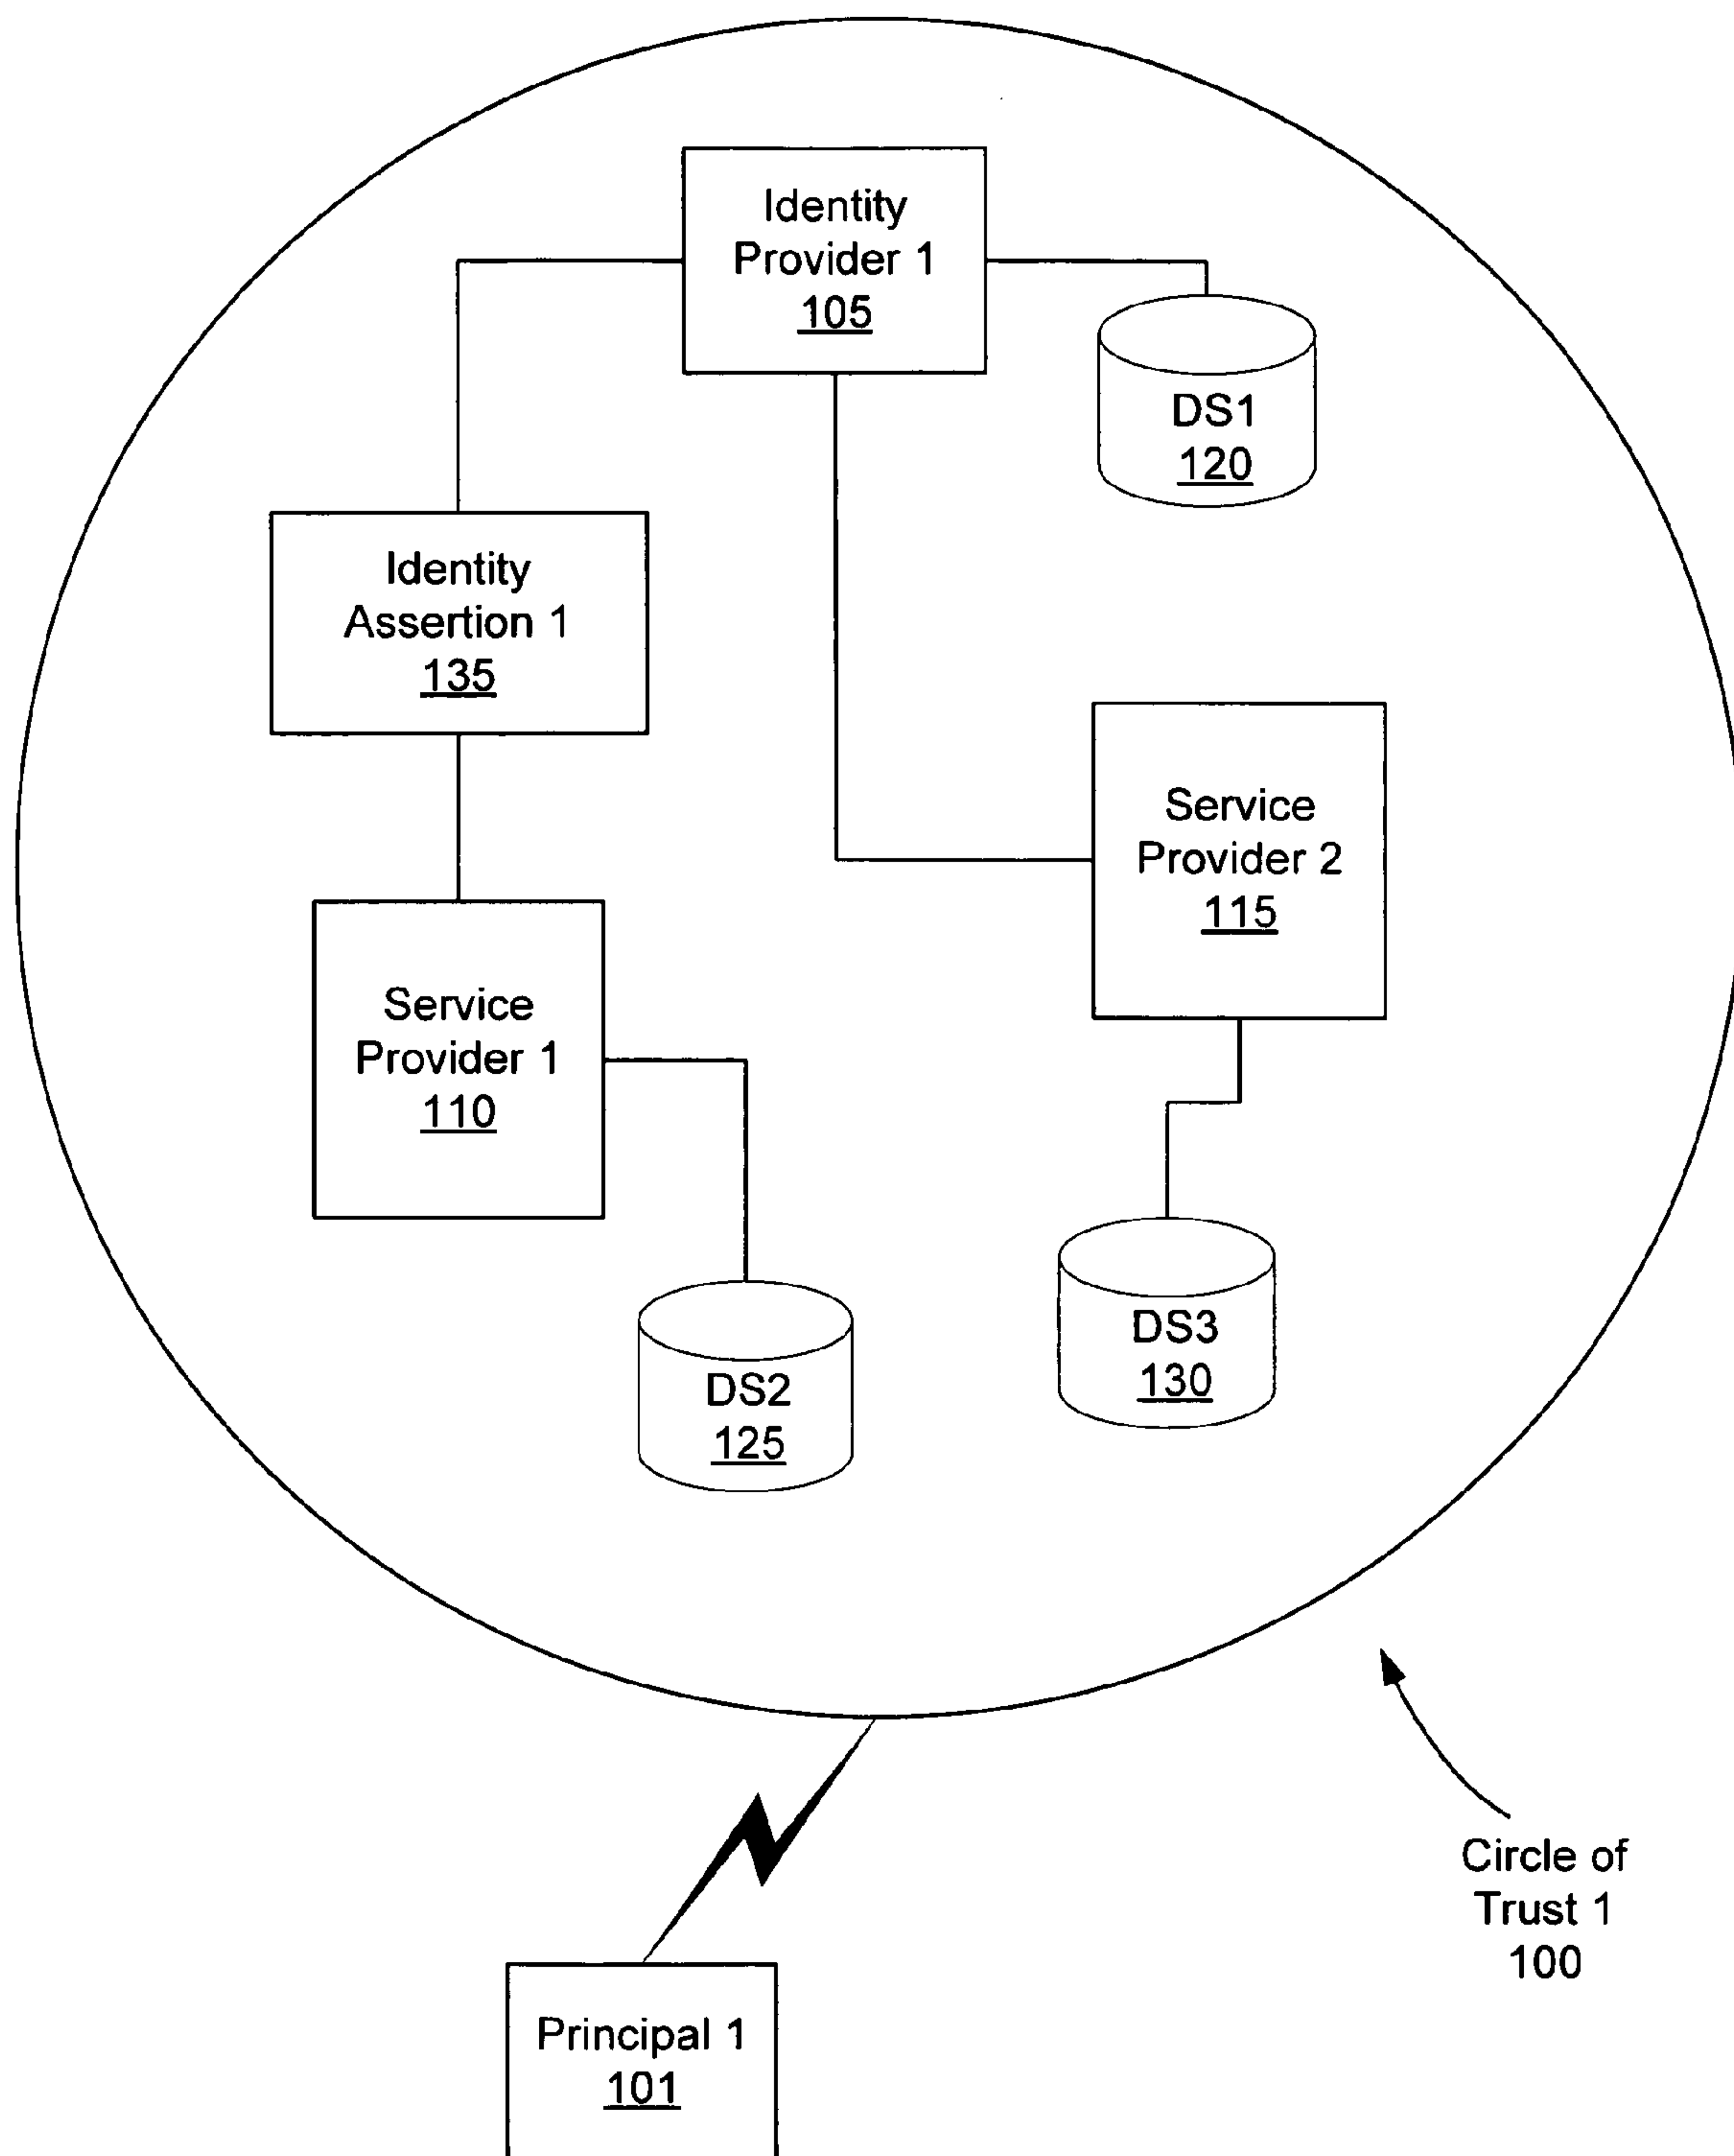 Identity
Provider 1
105
DS1
120
Identity
Assertion 1
135
Service
Provider 2
115
Service
Provider 1
110
DS3
130
DS2
125
Circle of
Trust 1
100
Principal 1
101